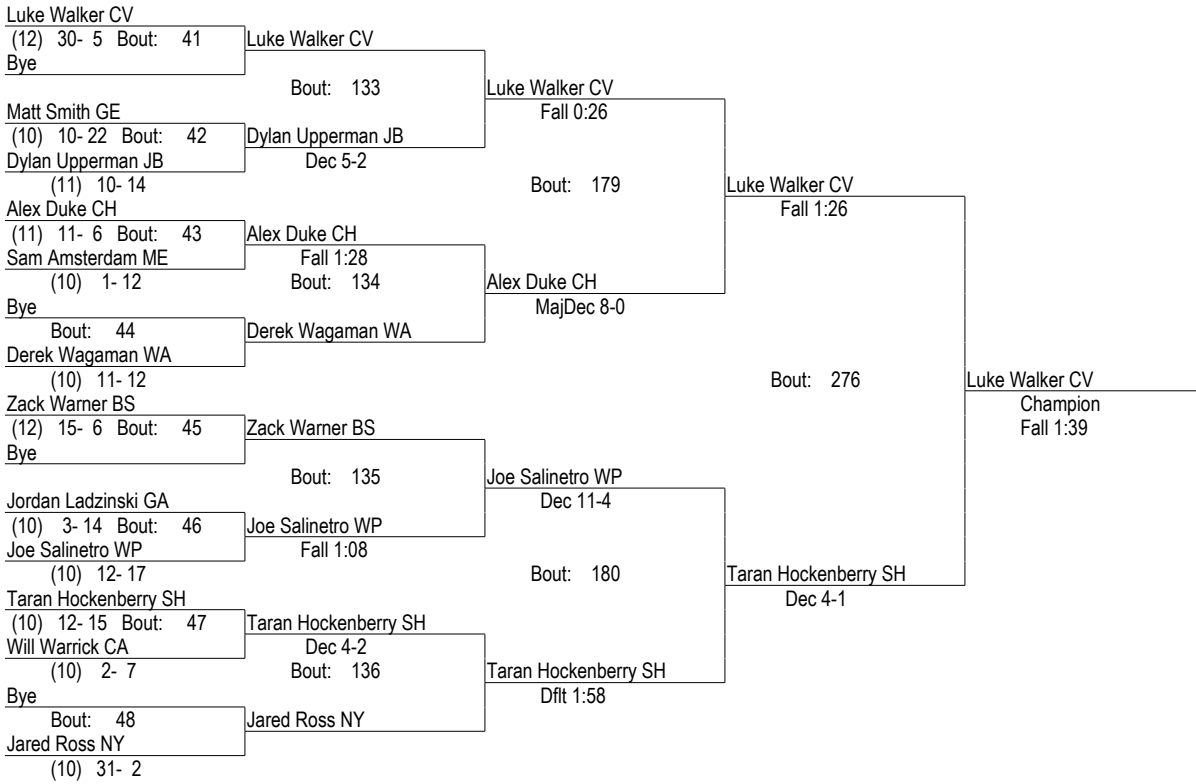 Luke Walker CV
(12) 30- 5 Bout: 41 Luke Walker CV
Bye
Bout: 133 Luke Walker CV
Matt Smith GE Fall 0:26
(10) 10- 22 Bout: 42 Dylan Upperman JB
Dylan Upperman JB Dec 5-2
(11) 10- 14 Bout: 179 Luke Walker CV
Alex Duke CH Fall 1:26
(11) 11- 6 Bout: 43 Alex Duke CH
Sam Amsterdam ME Fall 1:28
(10) 1- 12 Bout: 134 Alex Duke CH
Bye MajDec 8-0
Bout: 44 Derek Wagaman WA
Derek Wagaman WA
(10) 11- 12 Bout: 276 Luke Walker CV
Zack Warner BS Champion
(12) 15- 6 Bout: 45 Zack Warner BS Fall 1:39
Bye
Bout: 135 Joe Salinetro WP
Jordan Ladzinski GA Dec 11-4
(10) 3- 14 Bout: 46 Joe Salinetro WP
Joe Salinetro WP Fall 1:08
(10) 12- 17 Bout: 180 Taran Hockenberry SH
Taran Hockenberry SH Dec 4-1
(10) 12- 15 Bout: 47 Taran Hockenberry SH
Will Warrick CA Dec 4-2
(10) 2- 7 Bout: 136 Taran Hockenberry SH
Bye Dflt 1:58
Bout: 48 Jared Ross NY
Jared Ross NY
(10) 31- 2